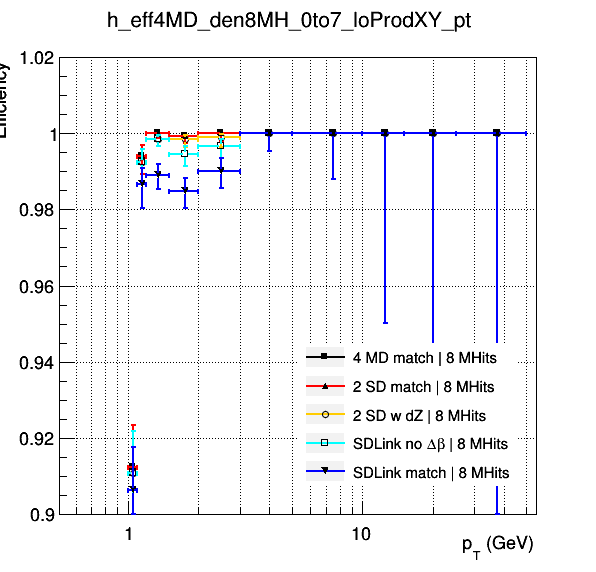 h_eff4MD_den8MH_0to7_loProdXY_pt
Efficiency
1.02
1
0.98
0.96
0.94
0.92
0.9
4 MD match | 8 MHits
2 SD match | 8 MHits
2 SD w dZ | 8 MHits
SDLink no Δβ | 8 MHits
SDLink match | 8 MHits
1
10
p_T (GeV)